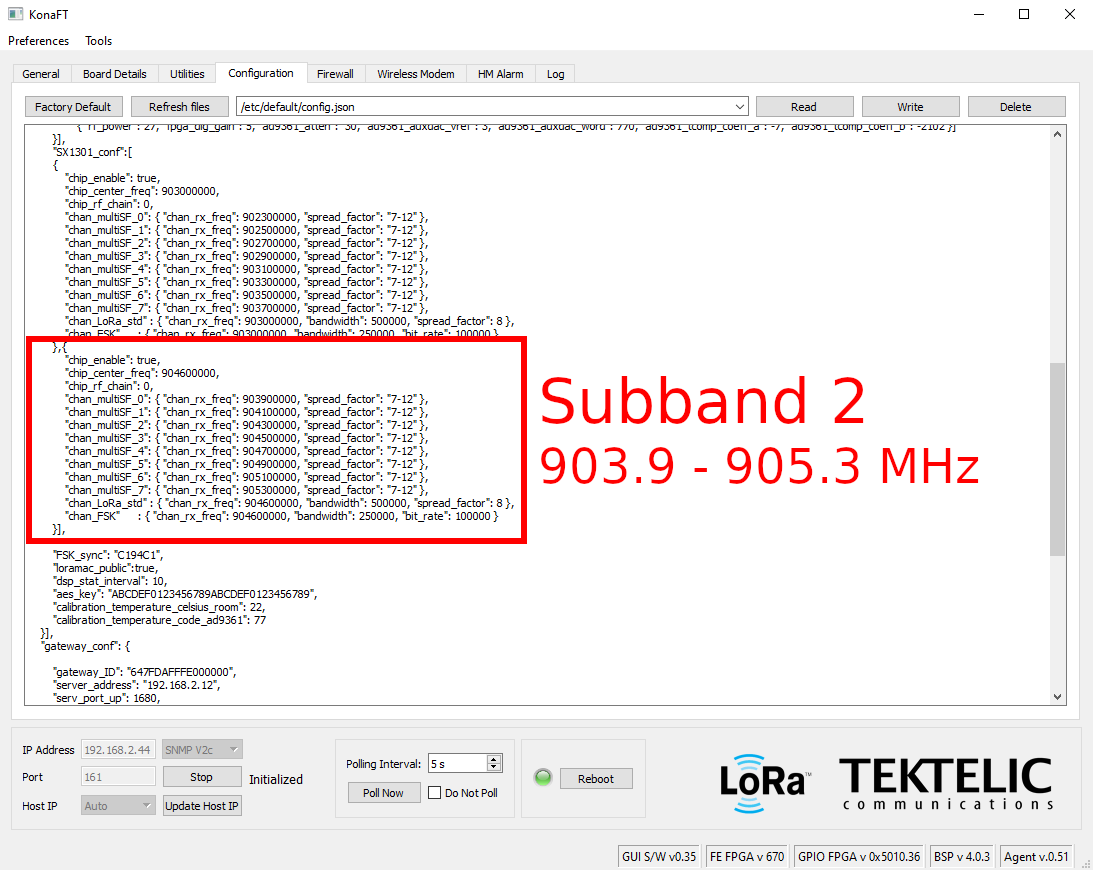 KonaFT
Preferences Tools
General Board Details Utilities Configuration Firewall Wireless Modem HM Alarm Log
Factory Default Refresh files /etc/default/config.json Read Write Delete
{ "rf_power": 27, "fpga_dig_gain": 5, "ad9361_atten": 30, "ad9361_auxdac_vref": 3, "ad9361_auxdac_word": 770, "ad9361_tcomp_coeff_a": -7, "ad9361_tcomp_coeff_b": -2102 }]
}],
"SX1301_conf":[
{
"chip_enable": true,
"chip_center_freq": 903000000,
"chip_rf_chain": 0,
"chan_multiSF_0": { "chan_rx_freq": 902300000, "spread_factor": "7-12" },
"chan_multiSF_1": { "chan_rx_freq": 902500000, "spread_factor": "7-12" },
"chan_multiSF_2": { "chan_rx_freq": 902700000, "spread_factor": "7-12" },
"chan_multiSF_3": { "chan_rx_freq": 902900000, "spread_factor": "7-12" },
"chan_multiSF_4": { "chan_rx_freq": 903100000, "spread_factor": "7-12" },
"chan_multiSF_5": { "chan_rx_freq": 903300000, "spread_factor": "7-12" },
"chan_multiSF_6": { "chan_rx_freq": 903500000, "spread_factor": "7-12" },
"chan_multiSF_7": { "chan_rx_freq": 903700000, "spread_factor": "7-12" },
"chan_LoRa_std" : { "chan_rx_freq": 903000000, "bandwidth": 500000, "spread_factor": 8 },
"chan_FSK" : { "chan_rx_freq": 903000000, "bandwidth": 250000, "bit_rate": 100000 }
},{
"chip_enable": true,
"chip_center_freq": 904600000,
"chip_rf_chain": 0,
"chan_multiSF_0": { "chan_rx_freq": 903900000, "spread_factor": "7-12" },
"chan_multiSF_1": { "chan_rx_freq": 904100000, "spread_factor": "7-12" },
"chan_multiSF_2": { "chan_rx_freq": 904300000, "spread_factor": "7-12" },
"chan_multiSF_3": { "chan_rx_freq": 904500000, "spread_factor": "7-12" },
"chan_multiSF_4": { "chan_rx_freq": 904700000, "spread_factor": "7-12" },
"chan_multiSF_5": { "chan_rx_freq": 904900000, "spread_factor": "7-12" },
"chan_multiSF_6": { "chan_rx_freq": 905100000, "spread_factor": "7-12" },
"chan_multiSF_7": { "chan_rx_freq": 905300000, "spread_factor": "7-12" },
"chan_LoRa_std" : { "chan_rx_freq": 904600000, "bandwidth": 500000, "spread_factor": 8 },
"chan_FSK" : { "chan_rx_freq": 904600000, "bandwidth": 250000, "bit_rate": 100000 }
}],
Subband 2
903.9 - 905.3 MHz
"FSK_sync": "C194C1",
"loramac_public":true,
"dsp_stat_interval": 10,
"aes_key": "ABCDEF0123456789ABCDEF0123456789",
"calibration_temperature_celsius_room": 22,
"calibration_temperature_code_ad9361": 77
}],
"gateway_conf": {
"gateway_ID": "647FDAFFFE000000",
"server_address": "192.168.2.12",
"serv_port_up": 1680,
IP Address 192.168.2.44 SNMP V2c
Port 161 Stop Initialized
Host IP Auto Update Host IP
Polling Interval: 5 s
Poll Now Do Not Poll
Reboot
LoRa™
TEKTELIC
communications
GUI S/W v0.35 FE FPGA v 670 GPIO FPGA v 0x5010.36 BSP v 4.0.3 Agent v.0.51